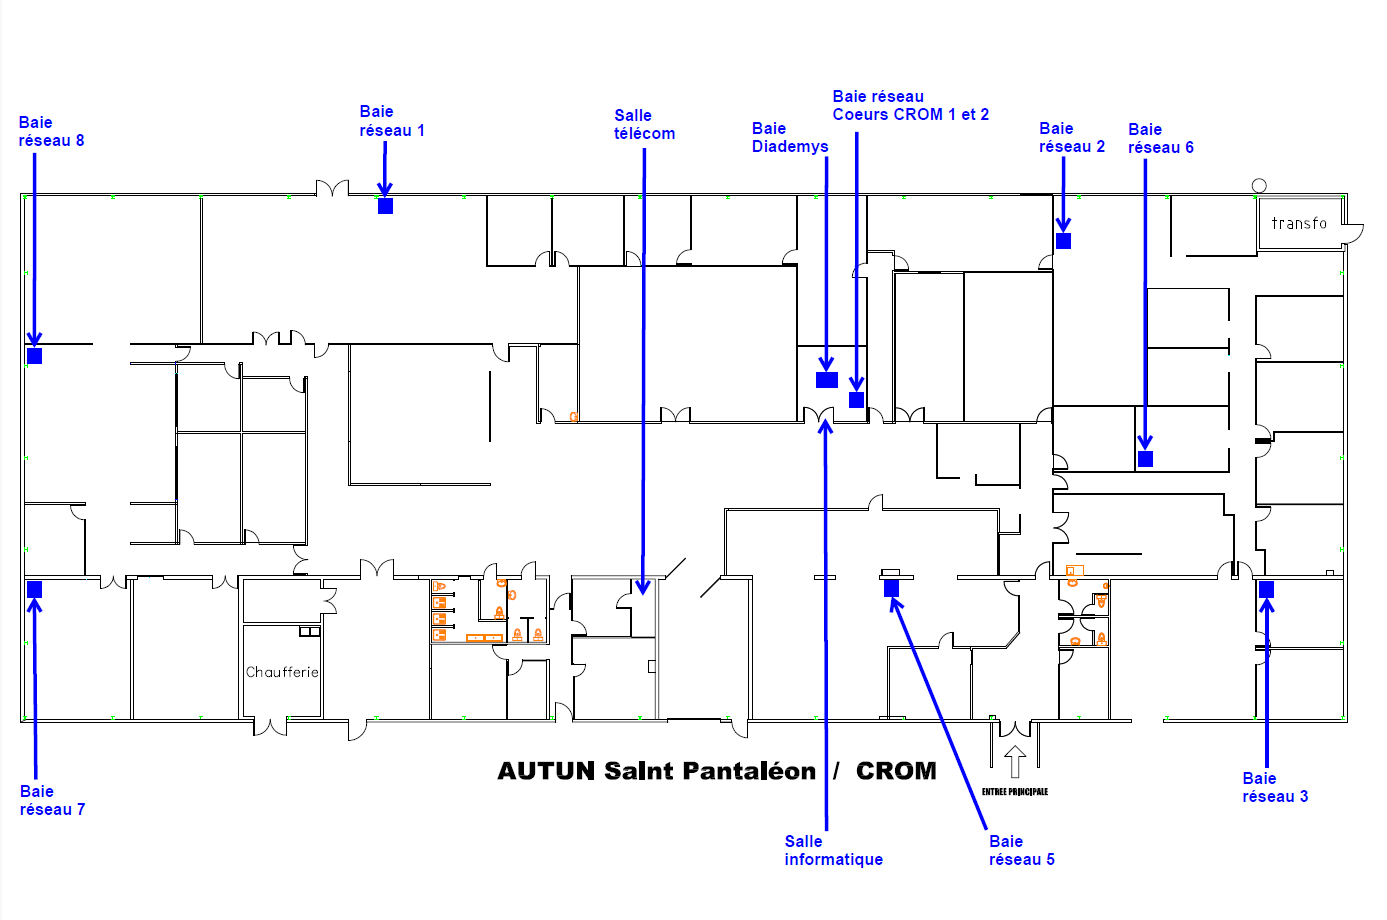 Baie réseau
Coeurs CROM 1 et 2
Baie
réseau 1
Salle
télécom
Baie
réseau 8
Baie
Diademys
Baie
réseau 2
Baie
réseau 6
transfo
Chaufferie
AUTUN Saint Pantaléon / CROM
ENTREE PRINCIPALE
Baie
réseau 7
Baie
réseau 3
Salle
informatique
Baie
réseau 5